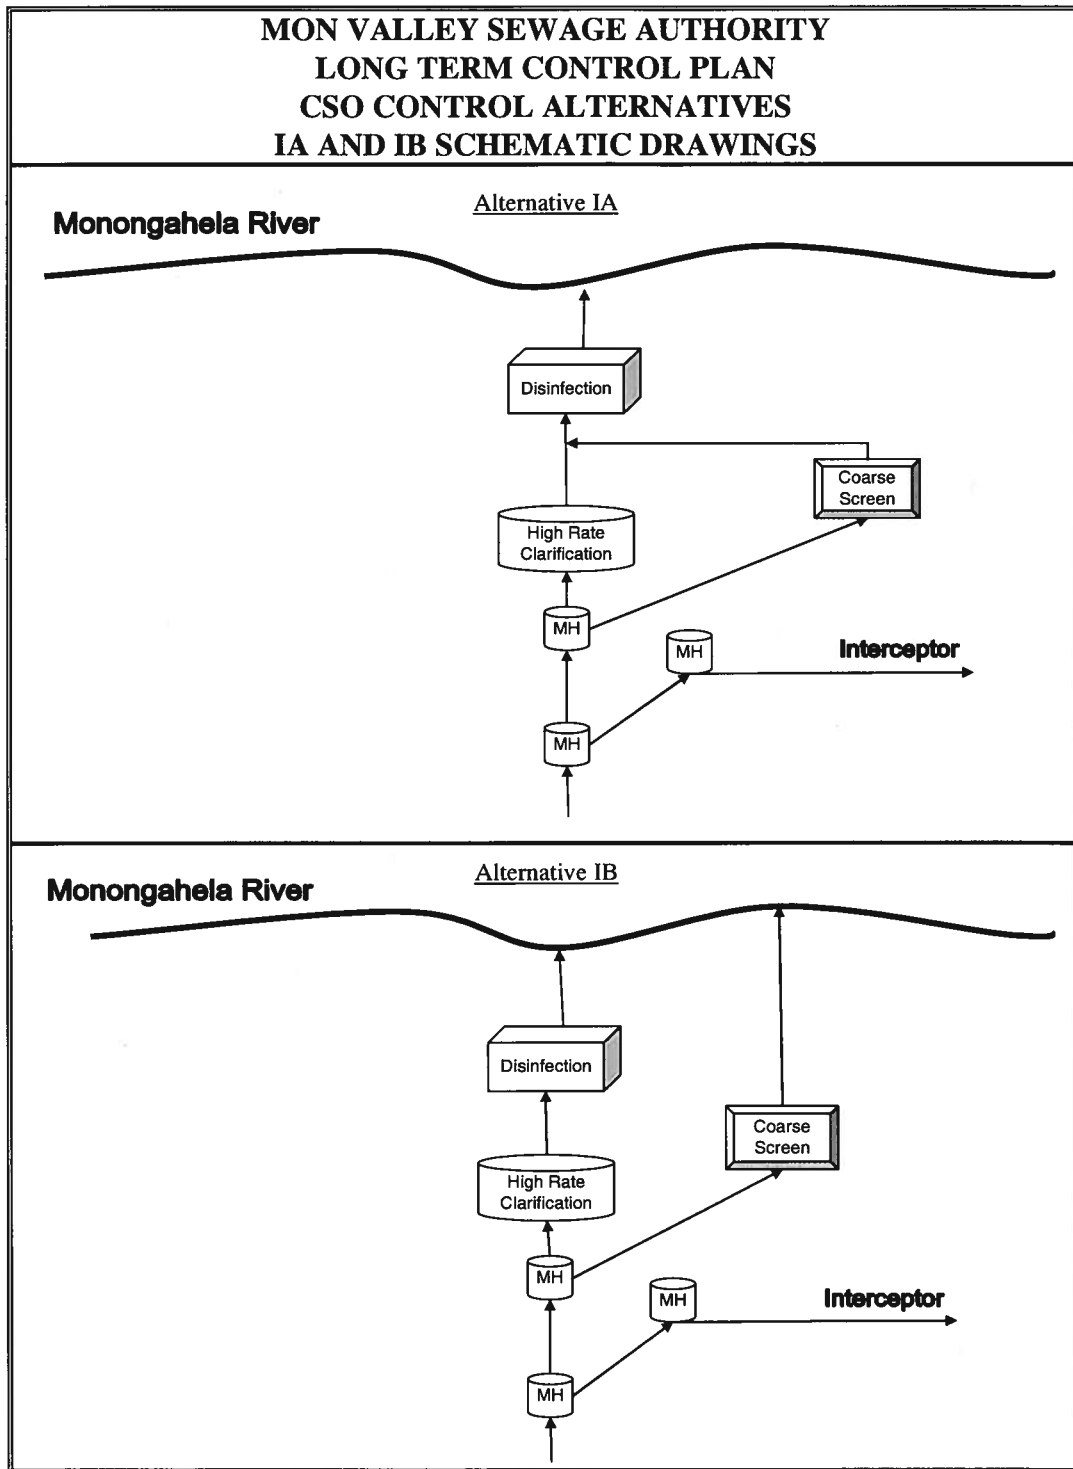 MON VALLEY SEWAGE AUTHORITY
LONG TERM CONTROL PLAN
CSO CONTROL ALTERNATIVES
IA AND IB SCHEMATIC DRAWINGS
Alternative IA
Monongahela River
Disinfection
Coarse
Screen
High Rate
Clarification
MH
MH
Interceptor
MH
Alternative IB
Monongahela River
Disinfection
Coarse
Screen
High Rate
Clarification
MH
MH
Interceptor
MH